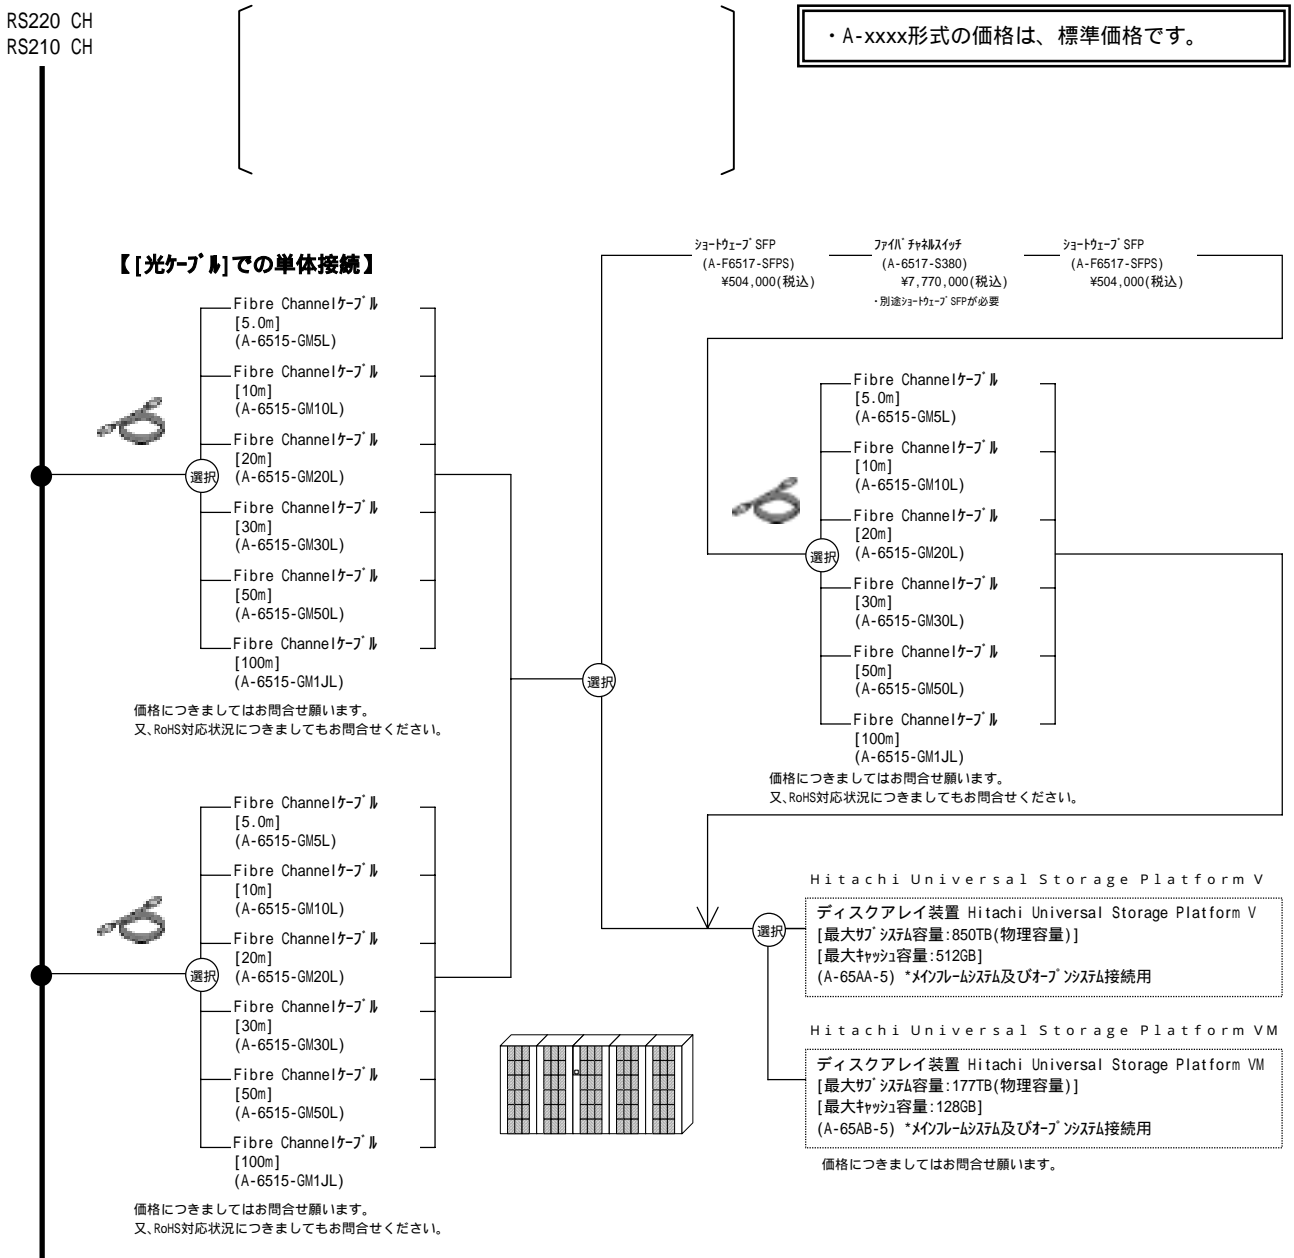 RS220 CH
RS210 CH
・A-xxxx形式の価格は、標準価格です。
【[光ｹｰﾌﾞﾙ]での単体接続】
Fibre Channelｹｰﾌﾞﾙ
[5.0m]
(A-6515-GM5L)
Fibre Channelｹｰﾌﾞﾙ
[10m]
(A-6515-GM10L)
Fibre Channelｹｰﾌﾞﾙ
[20m]
選択
(A-6515-GM20L)
Fibre Channelｹｰﾌﾞﾙ
[30m]
(A-6515-GM30L)
Fibre Channelｹｰﾌﾞﾙ
[50m]
(A-6515-GM50L)
Fibre Channelｹｰﾌﾞﾙ
[100m]
(A-6515-GM1JL)
価格につきましてはお問合せ願います。
又、RoHS対応状況につきましてもお問合せください。
Fibre Channelｹｰﾌﾞﾙ
[5.0m]
(A-6515-GM5L)
Fibre Channelｹｰﾌﾞﾙ
[10m]
(A-6515-GM10L)
Fibre Channelｹｰﾌﾞﾙ
[20m]
選択
(A-6515-GM20L)
Fibre Channelｹｰﾌﾞﾙ
[30m]
(A-6515-GM30L)
Fibre Channelｹｰﾌﾞﾙ
[50m]
(A-6515-GM50L)
Fibre Channelｹｰﾌﾞﾙ
[100m]
(A-6515-GM1JL)
価格につきましてはお問合せ願います。
又、RoHS対応状況につきましてもお問合せください。
選択
ｼｮｰﾄｳｪｰﾌﾞSFP
(A-F6517-SFPS)
¥504,000(税込)
ﾌｧｲﾊﾞﾁｬﾈﾙｽｲｯﾁ
(A-6517-S380)
¥7,770,000(税込)
・別途ｼｮｰﾄｳｪｰﾌﾞSFPが必要
ｼｮｰﾄｳｪｰﾌﾞSFP
(A-F6517-SFPS)
¥504,000(税込)
Fibre Channelｹｰﾌﾞﾙ
[5.0m]
(A-6515-GM5L)
Fibre Channelｹｰﾌﾞﾙ
[10m]
(A-6515-GM10L)
Fibre Channelｹｰﾌﾞﾙ
[20m]
選択
(A-6515-GM20L)
Fibre Channelｹｰﾌﾞﾙ
[30m]
(A-6515-GM30L)
Fibre Channelｹｰﾌﾞﾙ
[50m]
(A-6515-GM50L)
Fibre Channelｹｰﾌﾞﾙ
[100m]
(A-6515-GM1JL)
価格につきましてはお問合せ願います。
又、RoHS対応状況につきましてもお問合せください。
Hitachi Universal Storage Platform V
選択
ディスクアレイ装置 Hitachi Universal Storage Platform V
[最大ｻﾌﾞｼｽﾃﾑ容量:850TB(物理容量)]
[最大ｷｬｯｼｭ容量:512GB]
(A-65AA-5) *ﾒｲﾝﾌﾚｰﾑｼｽﾃﾑ及びｵｰﾌﾟﾝｼｽﾃﾑ接続用
Hitachi Universal Storage Platform VM
ディスクアレイ装置 Hitachi Universal Storage Platform VM
[最大ｻﾌﾞｼｽﾃﾑ容量:177TB(物理容量)]
[最大ｷｬｯｼｭ容量:128GB]
(A-65AB-5) *ﾒｲﾝﾌﾚｰﾑｼｽﾃﾑ及びｵｰﾌﾟﾝｼｽﾃﾑ接続用
価格につきましてはお問合せ願います。